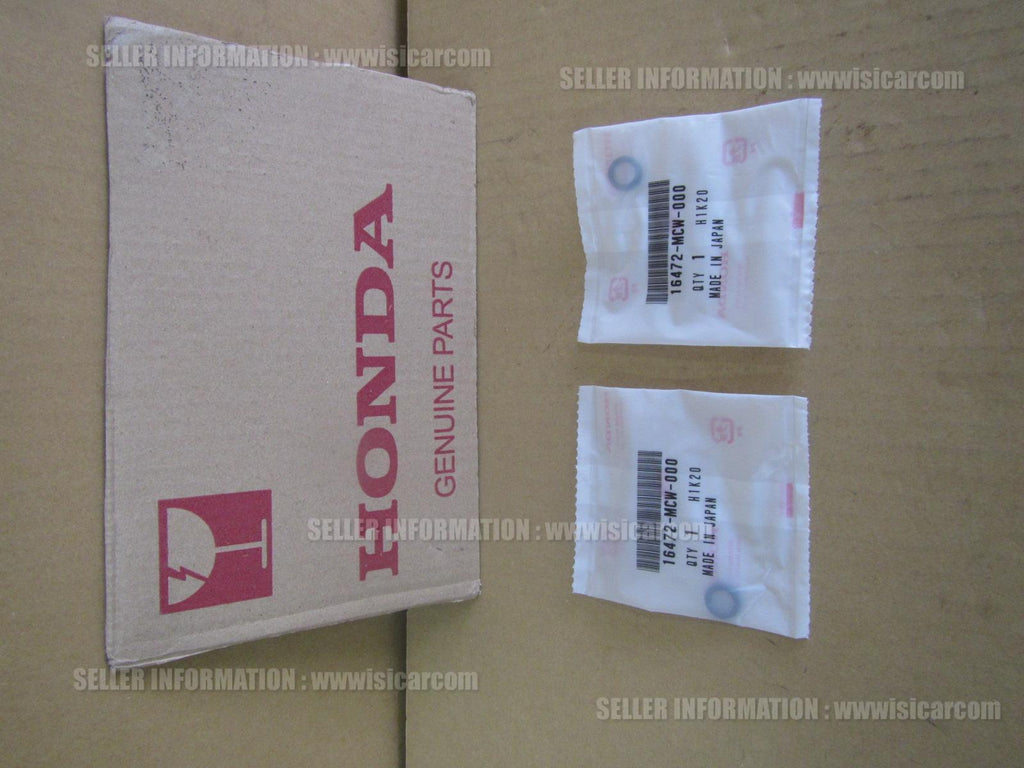 SELLER INFORMATION : wwwisicarcom
SELLER INFORMATION : wwwisicarcom
HONDA
GENUINE PARTS
16472-MCW-000
QTY 1 H1K20
MADE IN JAPAN
16472-MCW-000
QTY 1 H1K20
MADE IN JAPAN
SELLER INFORMATION : wwwisicarcom
SELLER INFORMATION : wwwisicarcom
SELLER INFORMATION : wwwisicarcom